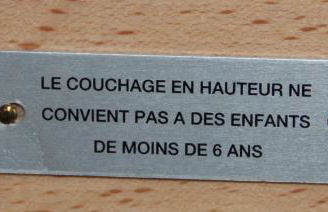 LE COUCHAGE EN HAUTEUR NE
CONVIENT PAS A DES ENFANTS
DE MOINS DE 6 ANS